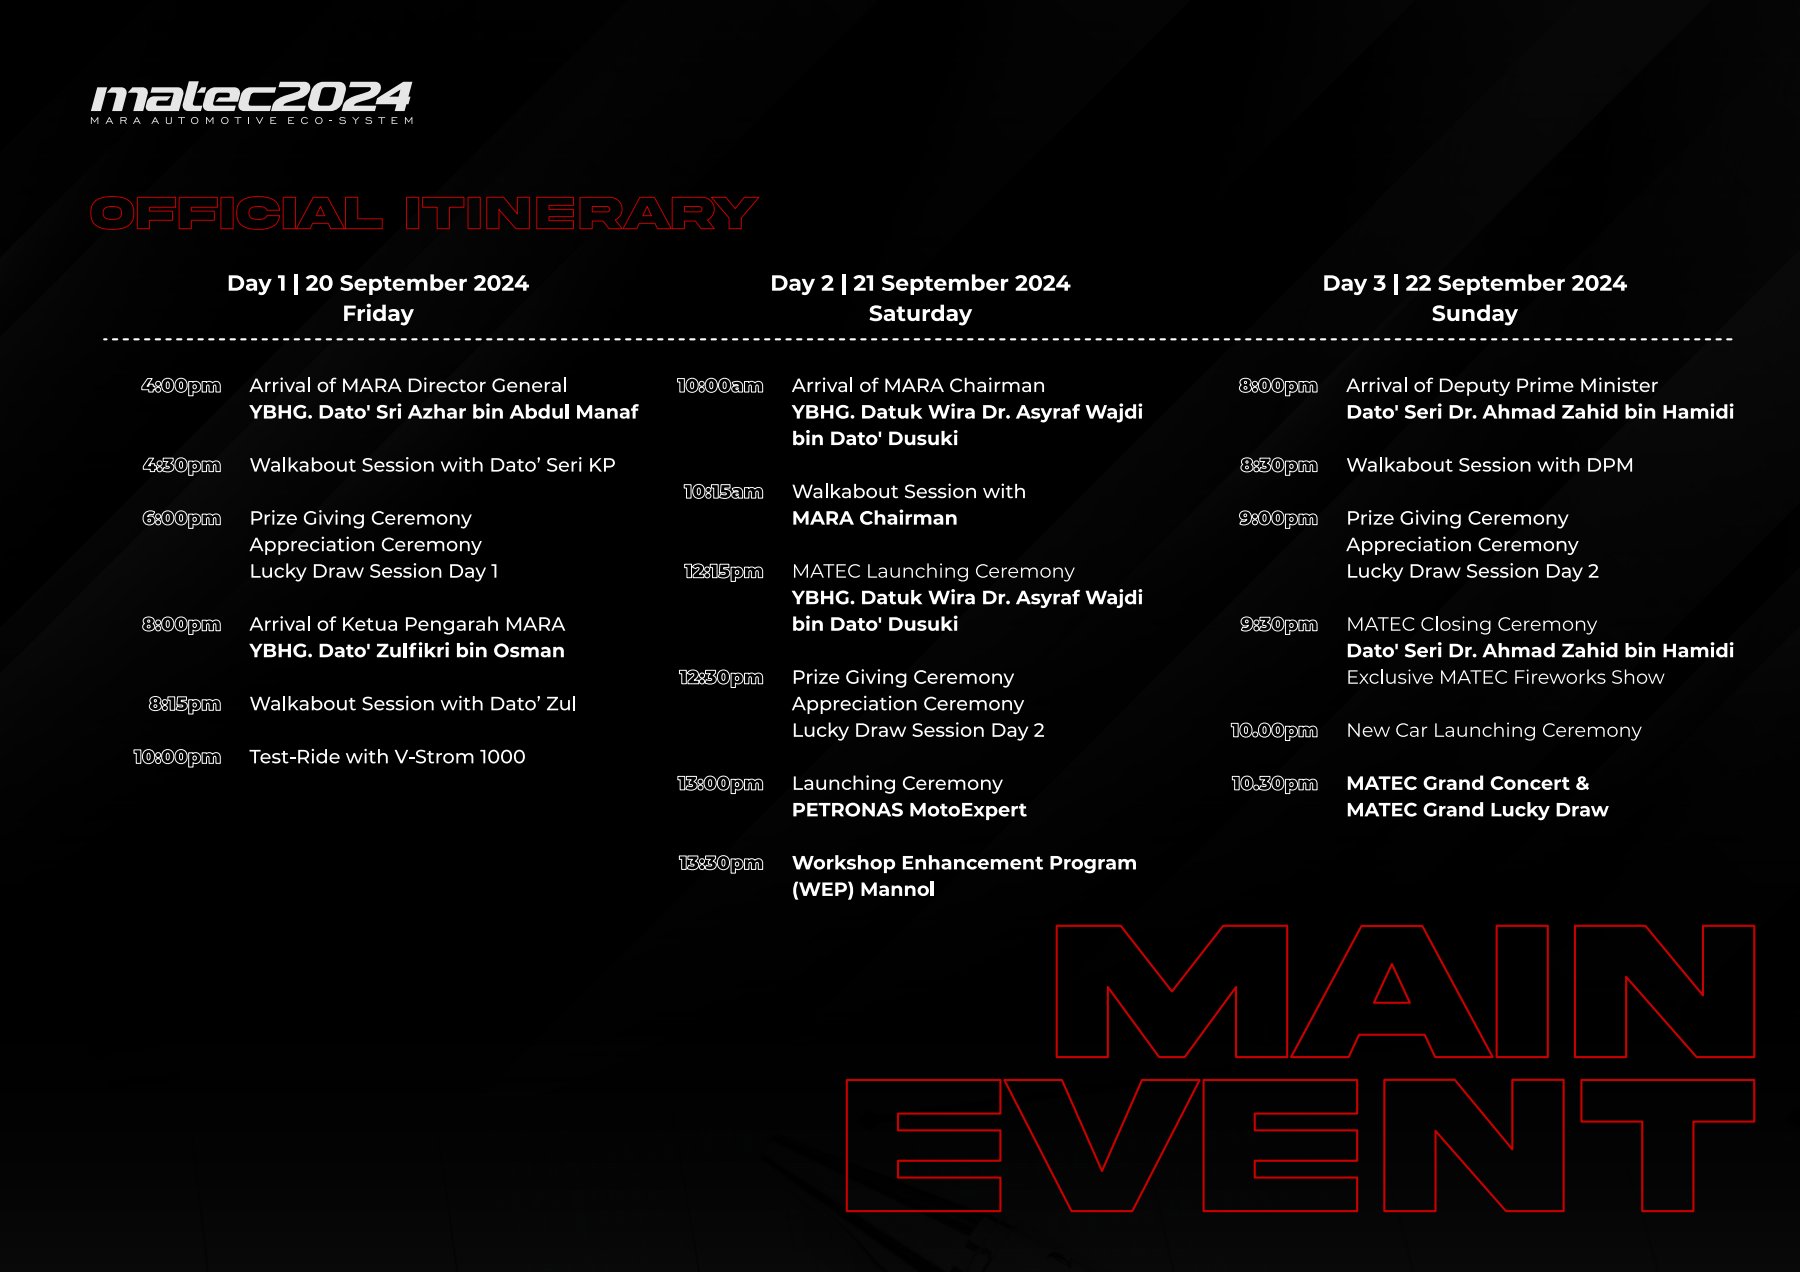 matec2024
MARA AUTOMOTIVE ECO-SYSTEM
OFFICIAL ITINERARY
Day 1 | 20 September 2024
Friday
4:00pm Arrival of MARA Director General
YBHG. Dato' Sri Azhar bin Abdul Manaf
4:30pm Walkabout Session with Dato’ Seri KP
6:00pm Prize Giving Ceremony
Appreciation Ceremony
Lucky Draw Session Day 1
8:00pm Arrival of Ketua Pengarah MARA
YBHG. Dato' Zulfikri bin Osman
8:15pm Walkabout Session with Dato’ Zul
10:00pm Test-Ride with V-Strom 1000
Day 2 | 21 September 2024
Saturday
10:00am Arrival of MARA Chairman
YBHG. Datuk Wira Dr. Asyraf Wajdi
bin Dato' Dusuki
10:15am Walkabout Session with
MARA Chairman
12:15pm MATEC Launching Ceremony
YBHG. Datuk Wira Dr. Asyraf Wajdi
bin Dato' Dusuki
12:30pm Prize Giving Ceremony
Appreciation Ceremony
Lucky Draw Session Day 2
13:00pm Launching Ceremony
PETRONAS MotoExpert
13:30pm Workshop Enhancement Program
(WEP) Mannol
Day 3 | 22 September 2024
Sunday
8:00pm Arrival of Deputy Prime Minister
Dato' Seri Dr. Ahmad Zahid bin Hamidi
8:30pm Walkabout Session with DPM
9:00pm Prize Giving Ceremony
Appreciation Ceremony
Lucky Draw Session Day 2
9:30pm MATEC Closing Ceremony
Dato' Seri Dr. Ahmad Zahid bin Hamidi
Exclusive MATEC Fireworks Show
10.00pm New Car Launching Ceremony
10.30pm MATEC Grand Concert &
MATEC Grand Lucky Draw
MAIN
EVENT